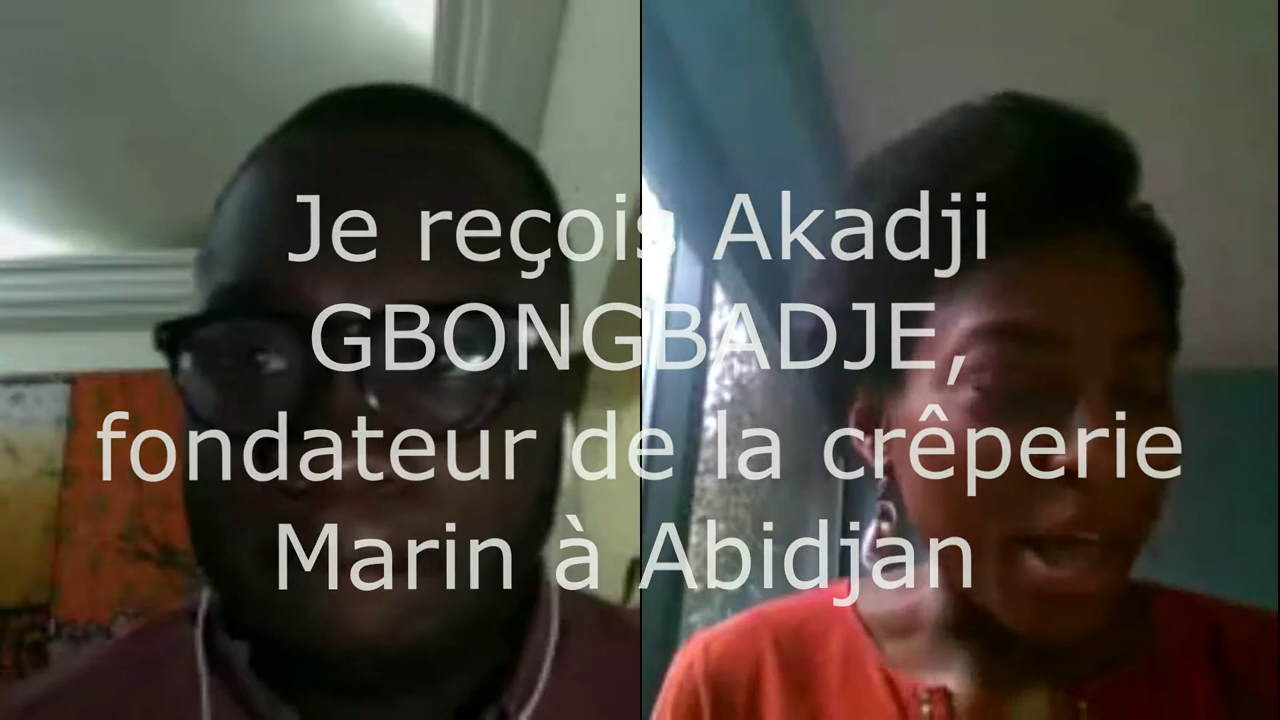 Je reçois Akadji
GBONGBADJE,
fondateur de la crêperie
Marin à Abidjan